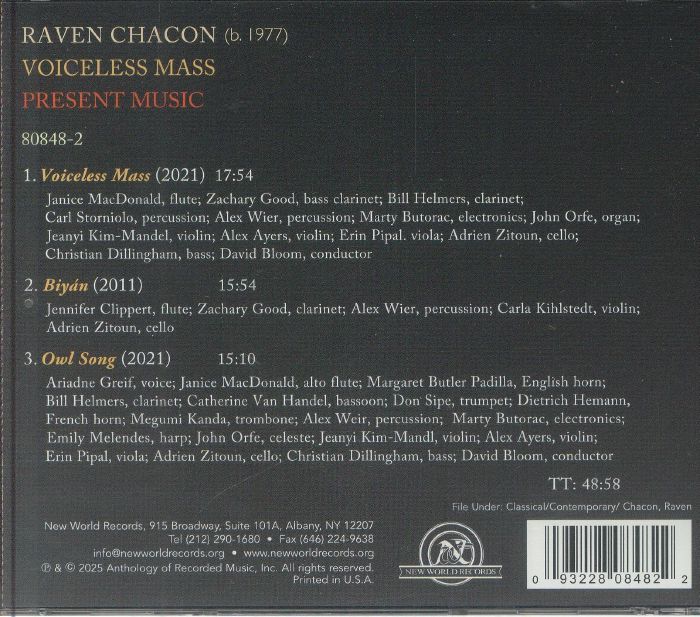 RAVEN CHACON (b. 1977)
VOICELESS MASS
PRESENT MUSIC
80848-2
1. Voiceless Mass (2021) 17:54
Janice MacDonald, flute; Zachary Good, bass clarinet; Bill Helmers, clarinet;
Carl Storniolo, percussion; Alex Wier, percussion; Marty Butorac, electronics; John Orfe, organ;
Jeanyi Kim-Mandel, violin; Alex Ayers, violin; Erin Pipal. viola; Adrien Zitoun, cello;
Christian Dillingham, bass; David Bloom, conductor
2. Biyán (2011) 15:54
Jennifer Clippert, flute; Zachary Good, clarinet; Alex Wier, percussion; Carla Kihlstedt, violin;
Adrien Zitoun, cello
3. Owl Song (2021) 15:10
Ariadne Greif, voice; Janice MacDonald, alto flute; Margaret Butler Padilla, English horn;
Bill Helmers, clarinet; Catherine Van Handel, bassoon; Don Sipe, trumpet; Dietrich Hemann,
French horn; Megumi Kanda, trombone; Alex Weir, percussion; Marty Butorac, electronics;
Emily Melendes, harp; John Orfe, celeste; Jeanyi Kim-Mandl, violin; Alex Ayers, violin;
Erin Pipal, viola; Adrien Zitoun, cello; Christian Dillingham, bass; David Bloom, conductor
TT: 48:58
File Under: Classical/Contemporary/ Chacon, Raven
New World Records, 915 Broadway, Suite 101A, Albany, NY 12207
Tel (212) 290-1680 • Fax (646) 224-9638
info@newworldrecords.org • www.newworldrecords.org
℗ & © 2025 Anthology of Recorded Music, Inc. All rights reserved.
Printed in U.S.A.
NEW WORLD RECORDS
0 93228 08482 2